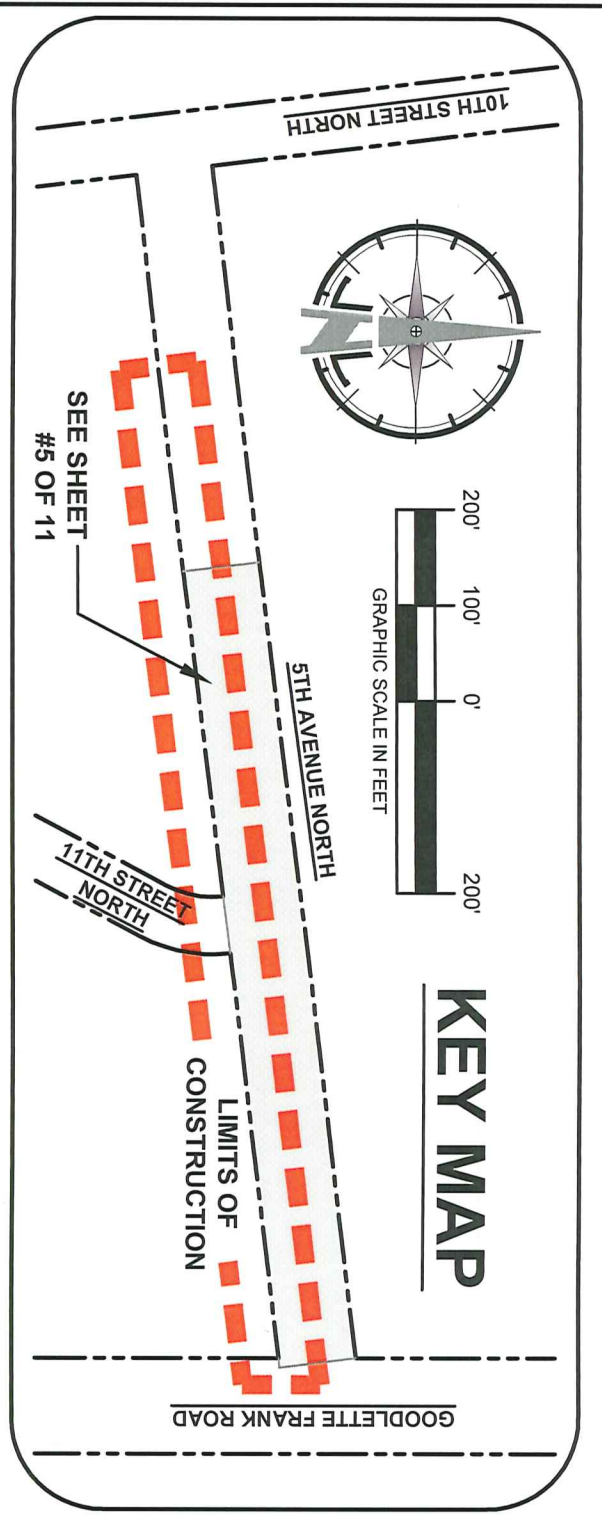 KEY MAP
10TH STREET NORTH
200'
100'
0'
200'
GRAPHIC SCALE IN FEET
5TH AVENUE NORTH
SEE SHEET
#5 OF 11
11TH STREET
NORTH
LIMITS OF
CONSTRUCTION
GOODLETTE FRANK ROAD
N